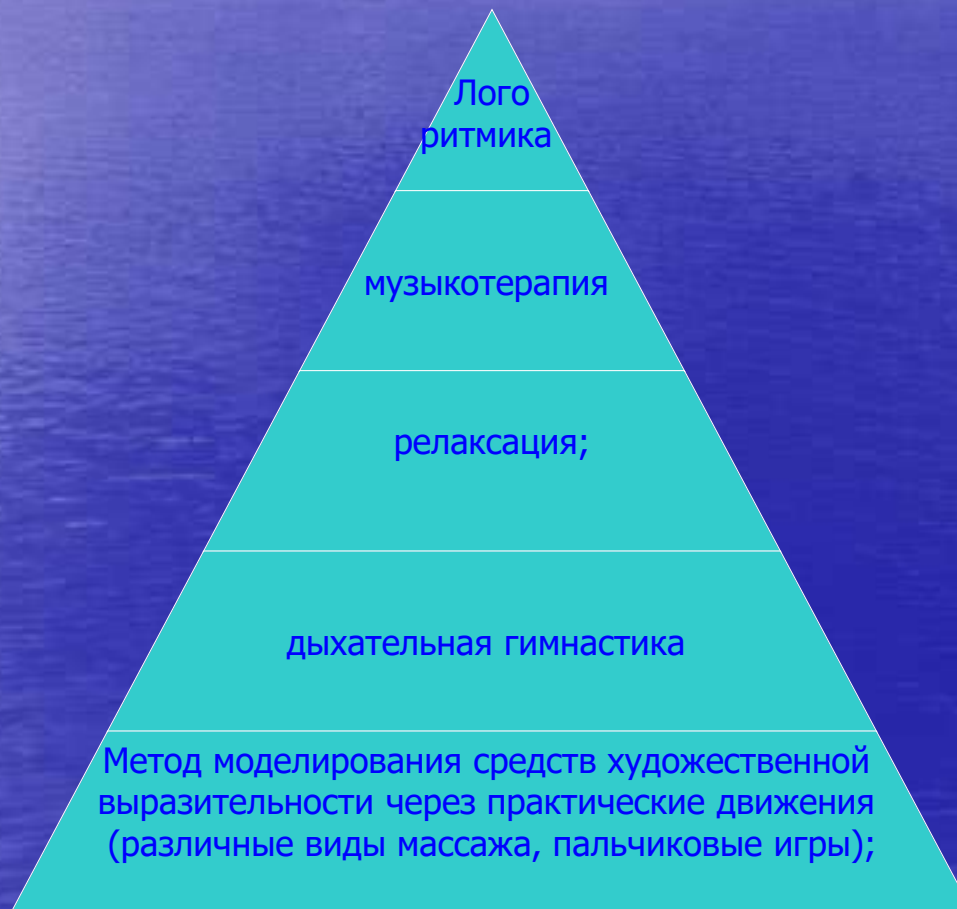 Лого
ритмика
музыкотерапия
релаксация;
дыхательная гимнастика
Метод моделирования средств художественной
выразительности через практические движения
(различные виды массажа, пальчиковые игры);